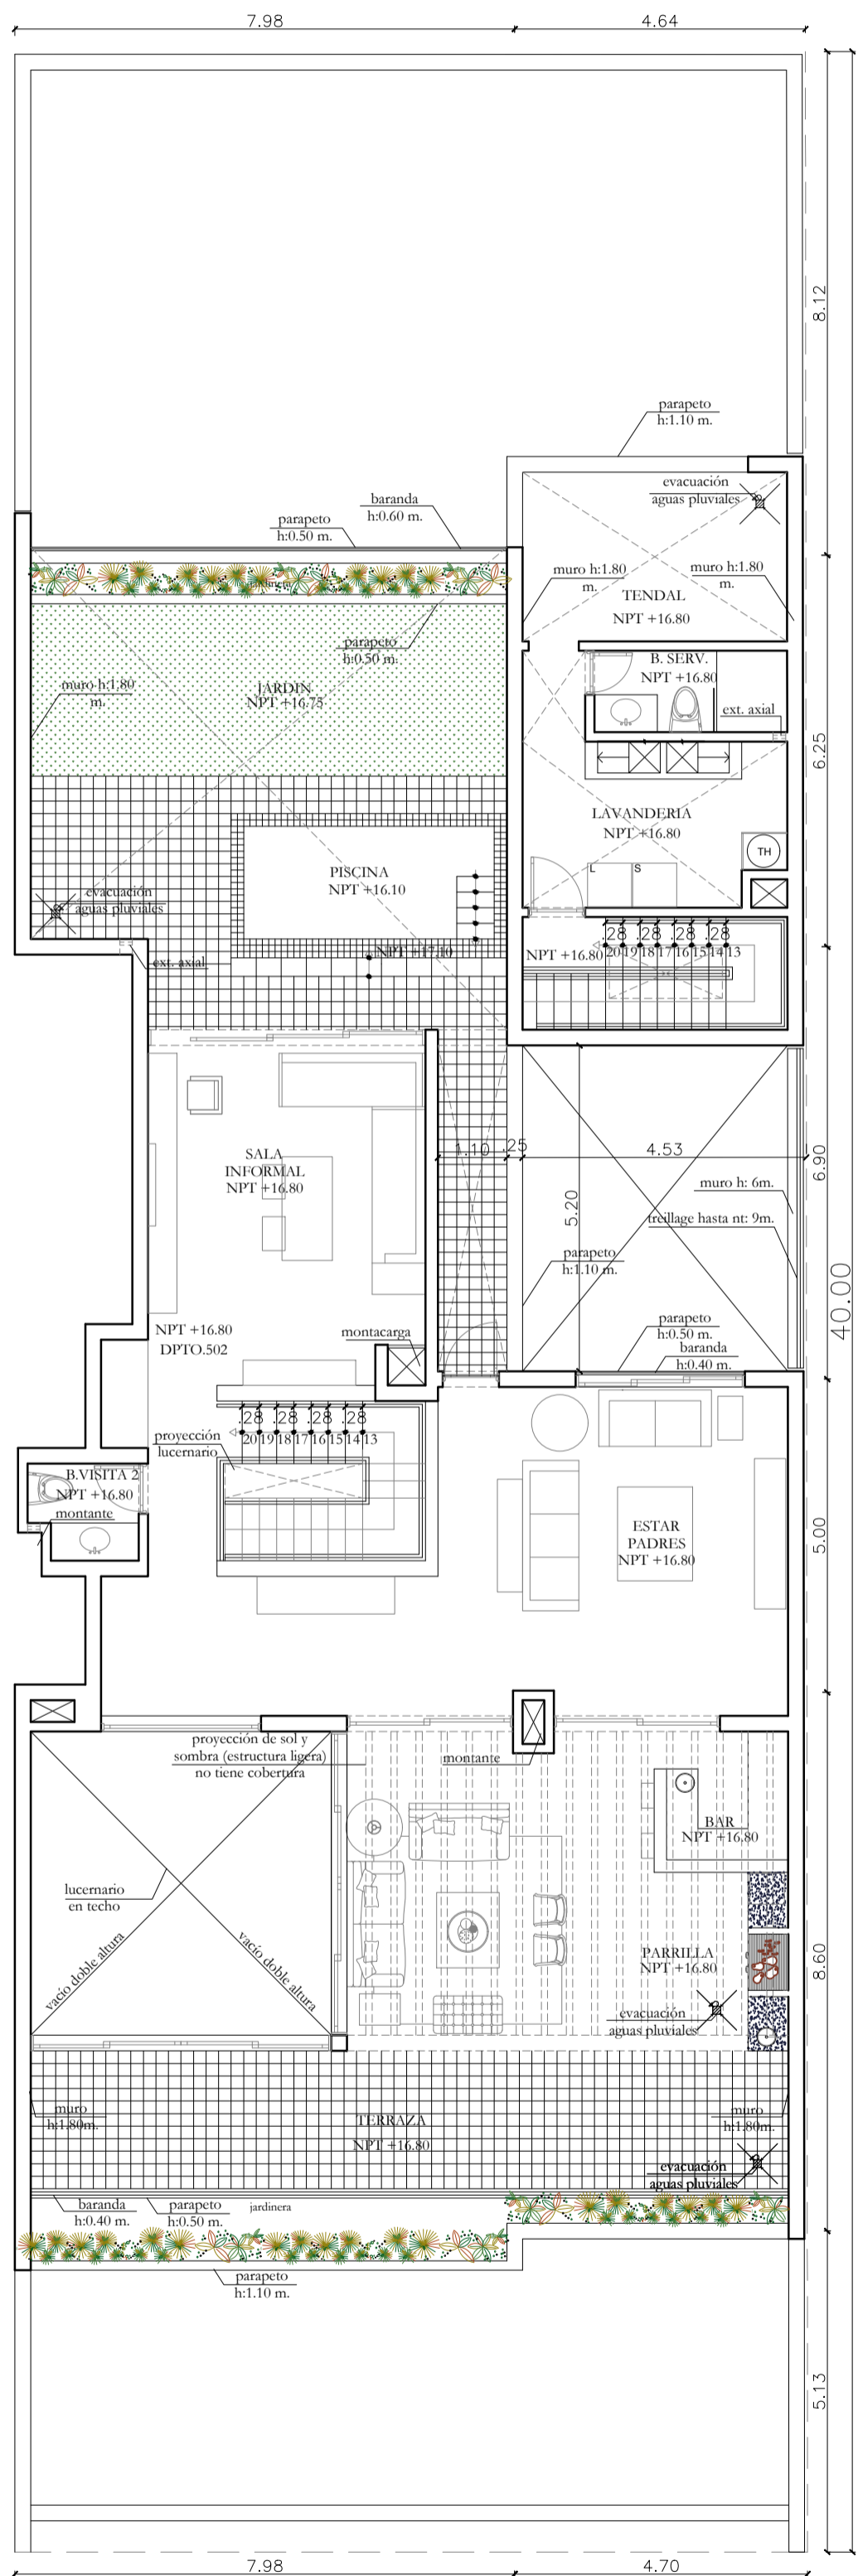 7.98
4.64
8.12
parapeto
h:1.10 m.
evacuación
aguas pluviales
baranda
h:0.60 m.
parapeto
h:0.50 m.
muro h:1.80
m.
muro h:1.80
m.
TENDAL
NPT +16.80
jardinera
parapeto
h:0.50 m.
B. SERV.
NPT +16.80
muro h:1.80
m.
JARDIN
NPT +16.75
ext. axial
6.25
LAVANDERIA
NPT +16.80
TH
L
S
PISCINA
NPT +16.10
evacuación
aguas pluviales
NPT +17.10
ext. axial
NPT +16.80
.28
.28
.28
.28
20
19
18
17
16
15
14
13
1.10
.25
4.53
6.90
SALA
INFORMAL
NPT +16.80
muro h: 6m.
5.20
treillage hasta nt: 9m.
parapeto
h:1.10 m.
40.00
NPT +16.80
DPTO.502
montacarga
parapeto
h:0.50 m.
baranda
h:0.40 m.
.28
.28
.28
.28
20
19
18
17
16
15
14
13
proyección
lucernario
B.VISITA 2
NPT +16.80
montante
ESTAR
PADRES
NPT +16.80
5.00
proyección de sol y
sombra (estructura ligera)
no tiene cobertura
montante
BAR
NPT +16.80
lucernario
en techo
vacío doble altura
vacío doble altura
PARRILLA
NPT +16.80
8.60
evacuación
aguas pluviales
muro
h:1.80m.
muro
h:1.80m.
TERRAZA
NPT +16.80
evacuación
aguas pluviales
baranda
h:0.40 m.
parapeto
h:0.50 m.
jardinera
parapeto
h:1.10 m.
5.13
7.98
4.70